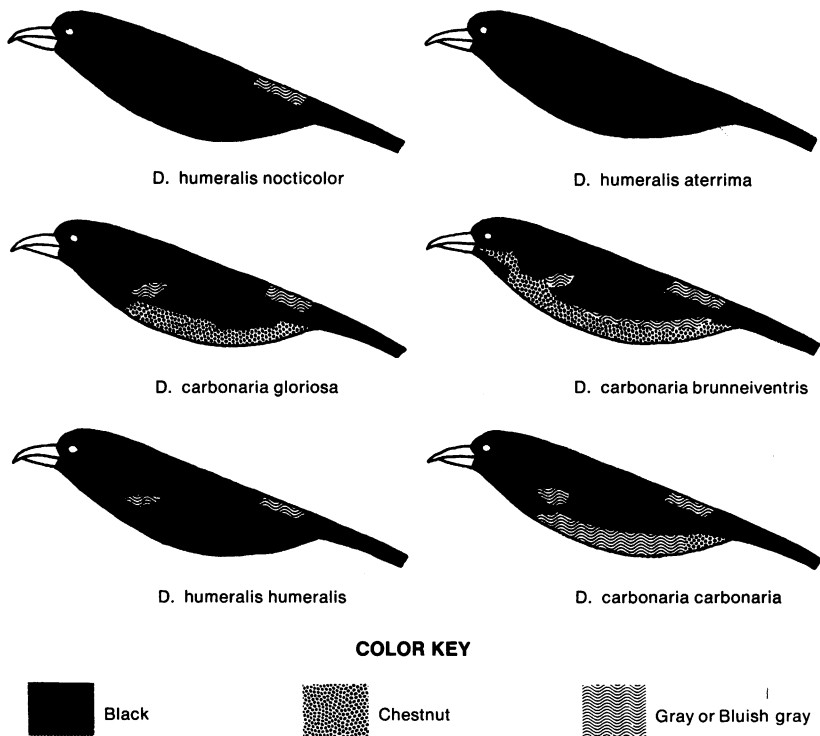 D. humeralis nocticolor
D. humeralis aterrima
D. carbonaria gloriosa
D. carbonaria brunneiventris
D. humeralis humeralis
D. carbonaria carbonaria
COLOR KEY
Black
Chestnut
Gray or Bluish gray